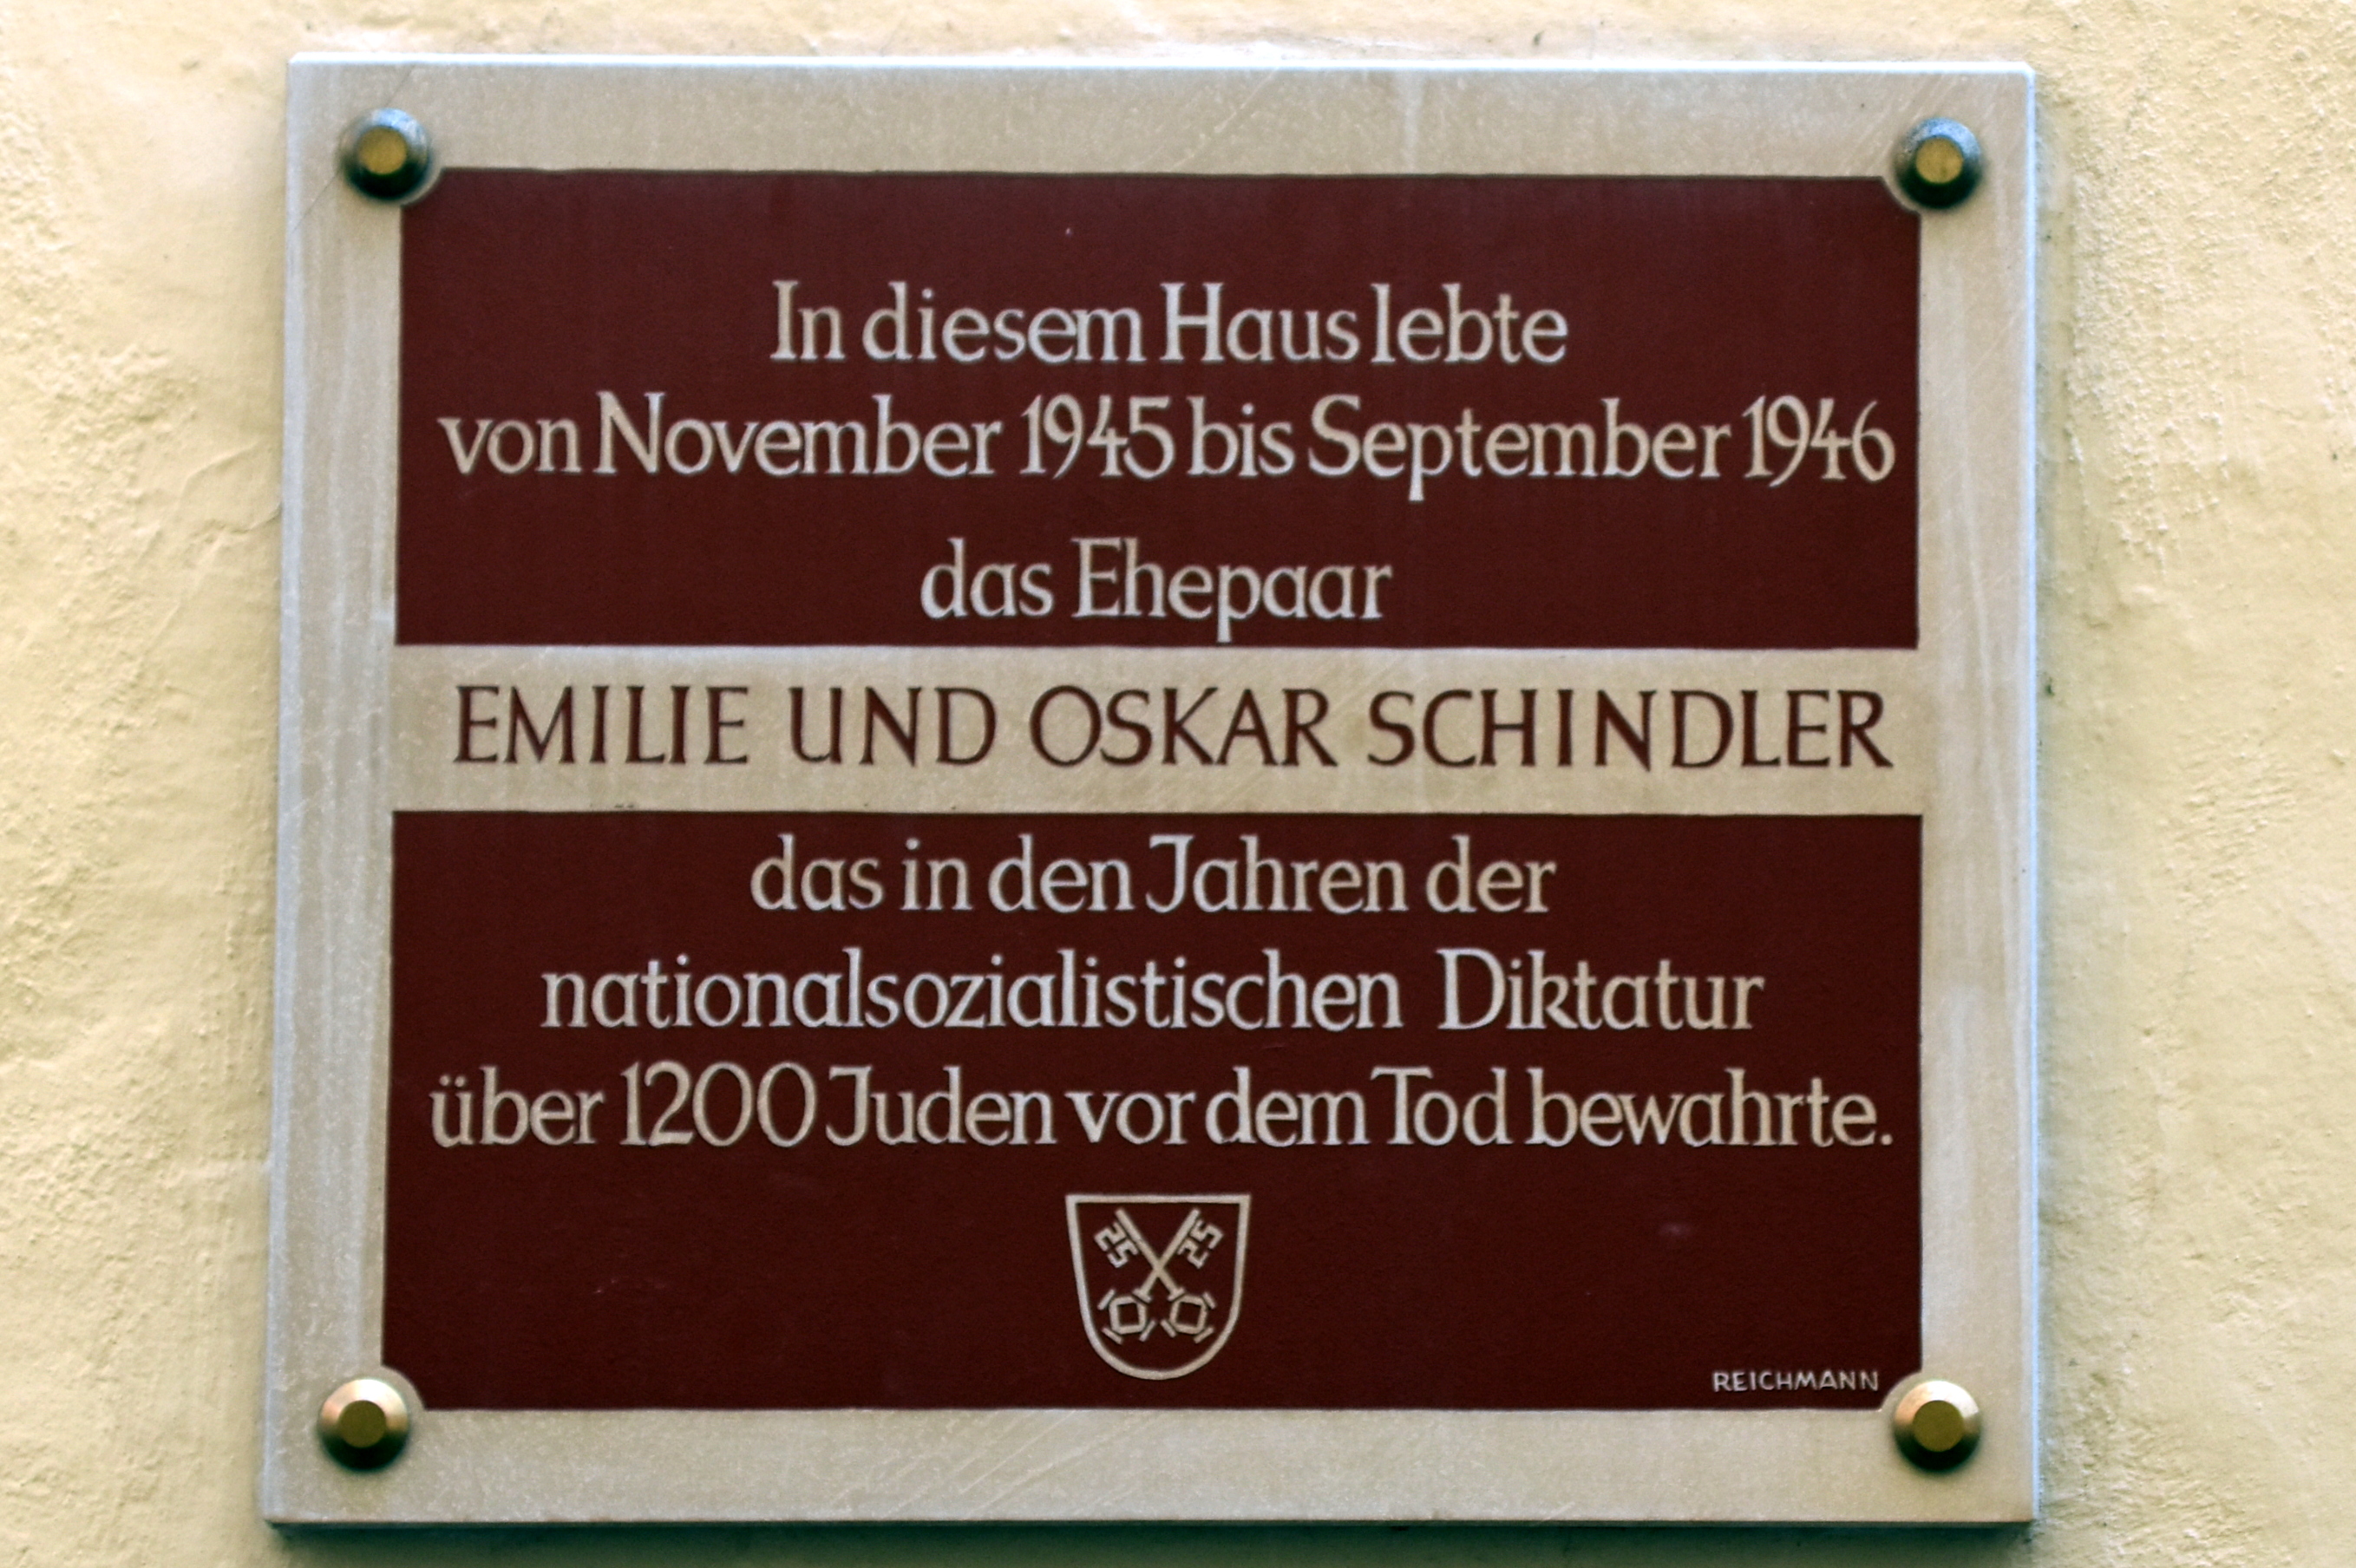 In diesem Haus lebte
von November 1945 bis September 1946
das Ehepaar
EMILIE UND OSKAR SCHINDLER
das in den Jahren der
nationalsozialistischen Diktatur
über 1200 Juden vor dem Tod bewahrte.
REICHMANN